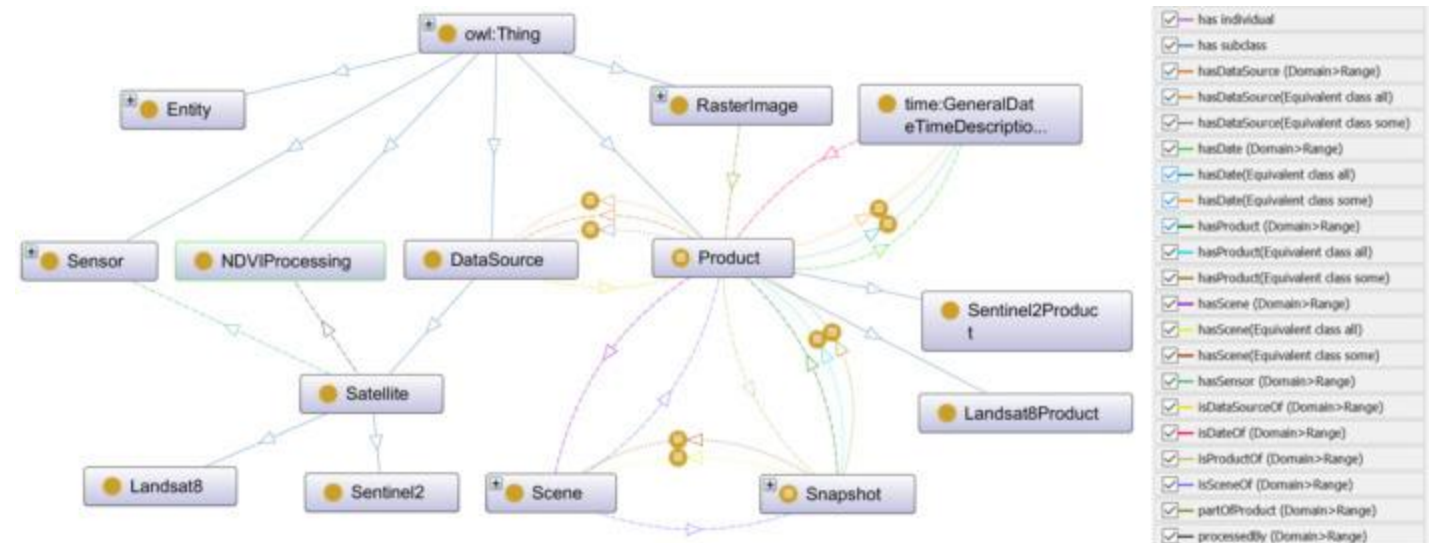 owl:Thing
Entity
RasterImage
time:GeneralDat
eTimeDescriptio...
Sensor
NDVIProcessing
DataSource
Product
Sentinel2Produc
t
Satellite
Landsat8Product
Landsat8
Sentinel2
Scene
Snapshot
has individual
has subclass
hasDataSource (Domain>Range)
hasDataSource(Equivalent class all)
hasDataSource(Equivalent class some)
hasDate (Domain>Range)
hasDate(Equivalent class all)
hasDate(Equivalent class some)
hasProduct (Domain>Range)
hasProduct(Equivalent class all)
hasProduct(Equivalent class some)
hasScene (Domain>Range)
hasScene(Equivalent class all)
hasScene(Equivalent class some)
hasSensor (Domain>Range)
isDataSourceOf (Domain>Range)
isDateOf (Domain>Range)
isProductOf (Domain>Range)
isSceneOf (Domain>Range)
partOfProduct (Domain>Range)
processedBy (Domain>Range)